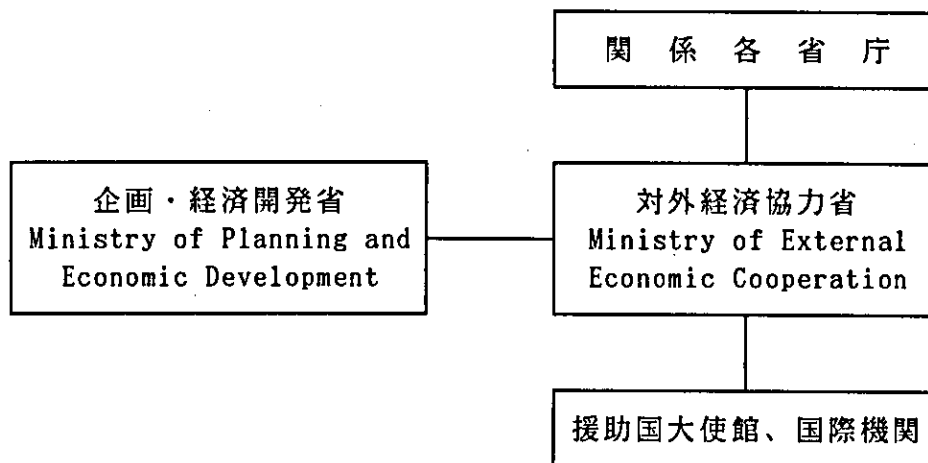 関係各省庁
企画・経済開発省
Ministry of Planning and
Economic Development
対外経済協力省
Ministry of External
Economic Cooperation
援助国大使館、国際機関